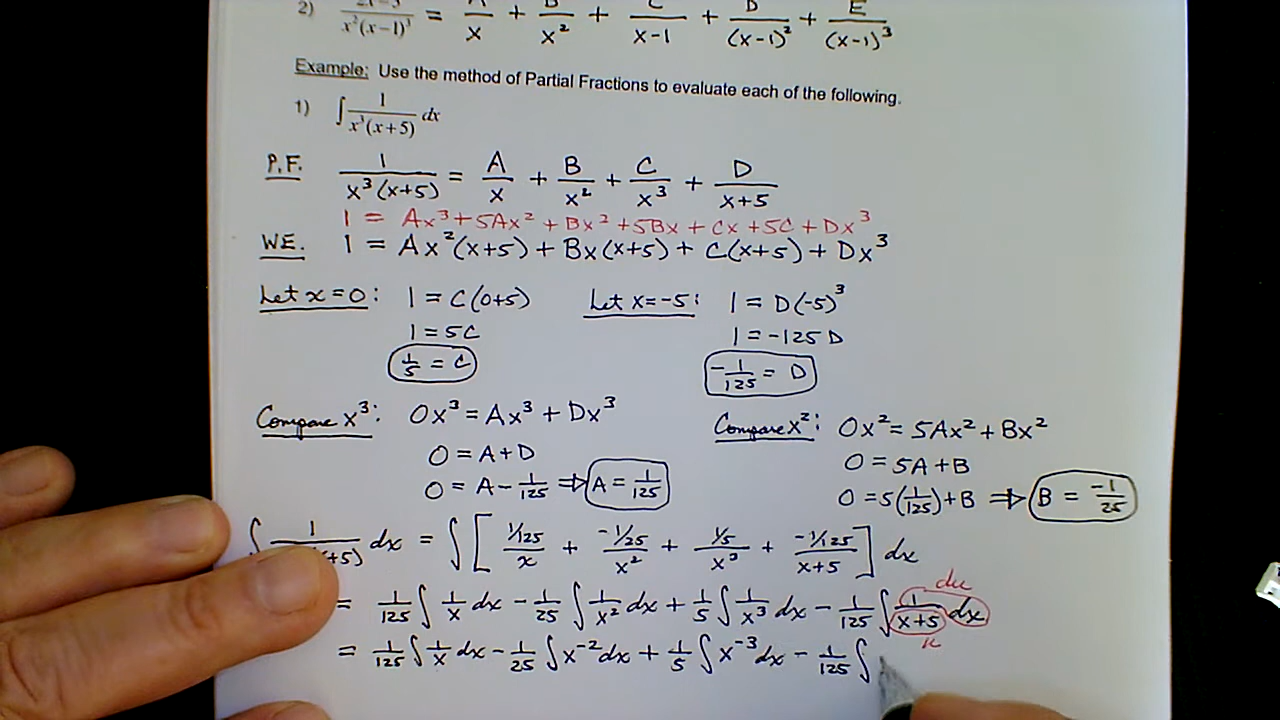 2) x²(x−1)³ = A/x + B/x² + C/(x-1) + D/(x-1)² + E/(x-1)³
Example: Use the method of Partial Fractions to evaluate each of the following.
1) ∫ 1/(x³(x+5)) dx
P.F. 1/(x³(x+5)) = A/x + B/x² + C/x³ + D/(x+5)
1 = Ax³ + 5Ax² + Bx² + 5Bx + Cx + 5C + Dx³
W.E. 1 = Ax²(x+5) + Bx(x+5) + C(x+5) + Dx³
Let x=0: 1 = C(0+5) Let x=-5: 1 = D(-5)³
1 = 5C 1 = -125D
1/5 = C -1/125 = D
Compare x³: 0x³ = Ax³ + Dx³ Compare x²: 0x² = 5Ax² + Bx²
0 = A+D 0 = 5A+B
0 = A - 1/125 ⇒ A = 1/125 0 = 5(1/125) + B ⇒ B = -1/25
∫ 1/ +5) dx = ∫ [ (1/125)/x + (-1/25)/x² + (1/5)/x³ + (-1/125)/(x+5) ] dx
du
= 1/125 ∫ 1/x dx - 1/25 ∫ 1/x² dx + 1/5 ∫ 1/x³ dx - 1/125 ∫ 1/(x+5) dx
u
= 1/125 ∫ 1/x dx - 1/25 ∫ x⁻² dx + 1/5 ∫ x⁻³ dx - 1/125 ∫